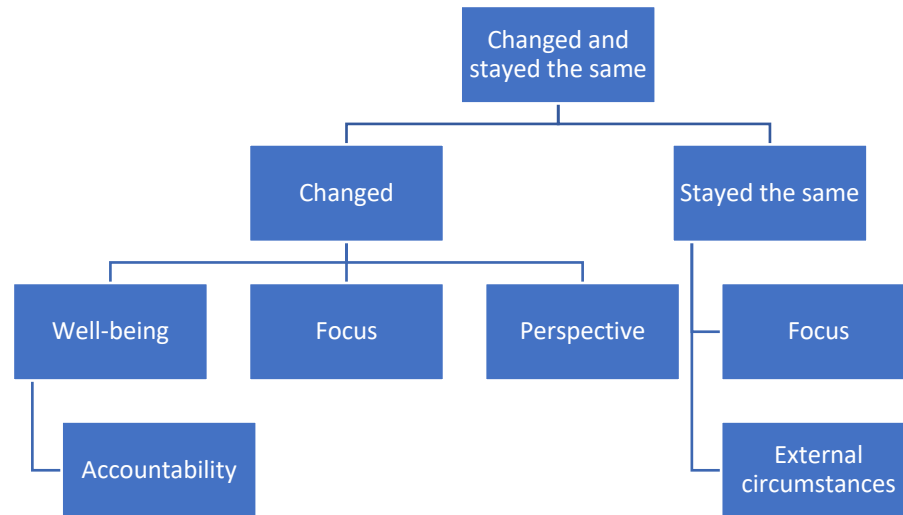 Changed and
stayed the same
Changed
Stayed the same
Well-being
Focus
Perspective
Focus
Accountability
External
circumstances